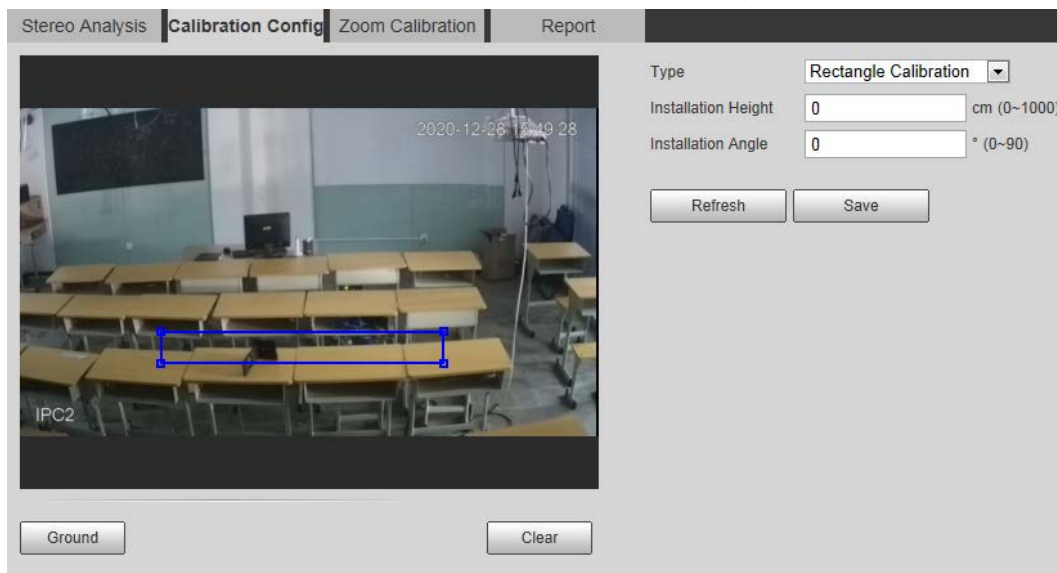 Stereo Analysis Calibration Config Zoom Calibration Report
Type Rectangle Calibration
Installation Height 0 cm (0~1000)
Installation Angle 0 ° (0~90)
Refresh Save
2020-12-28 15:49:28
IPC2
Ground Clear